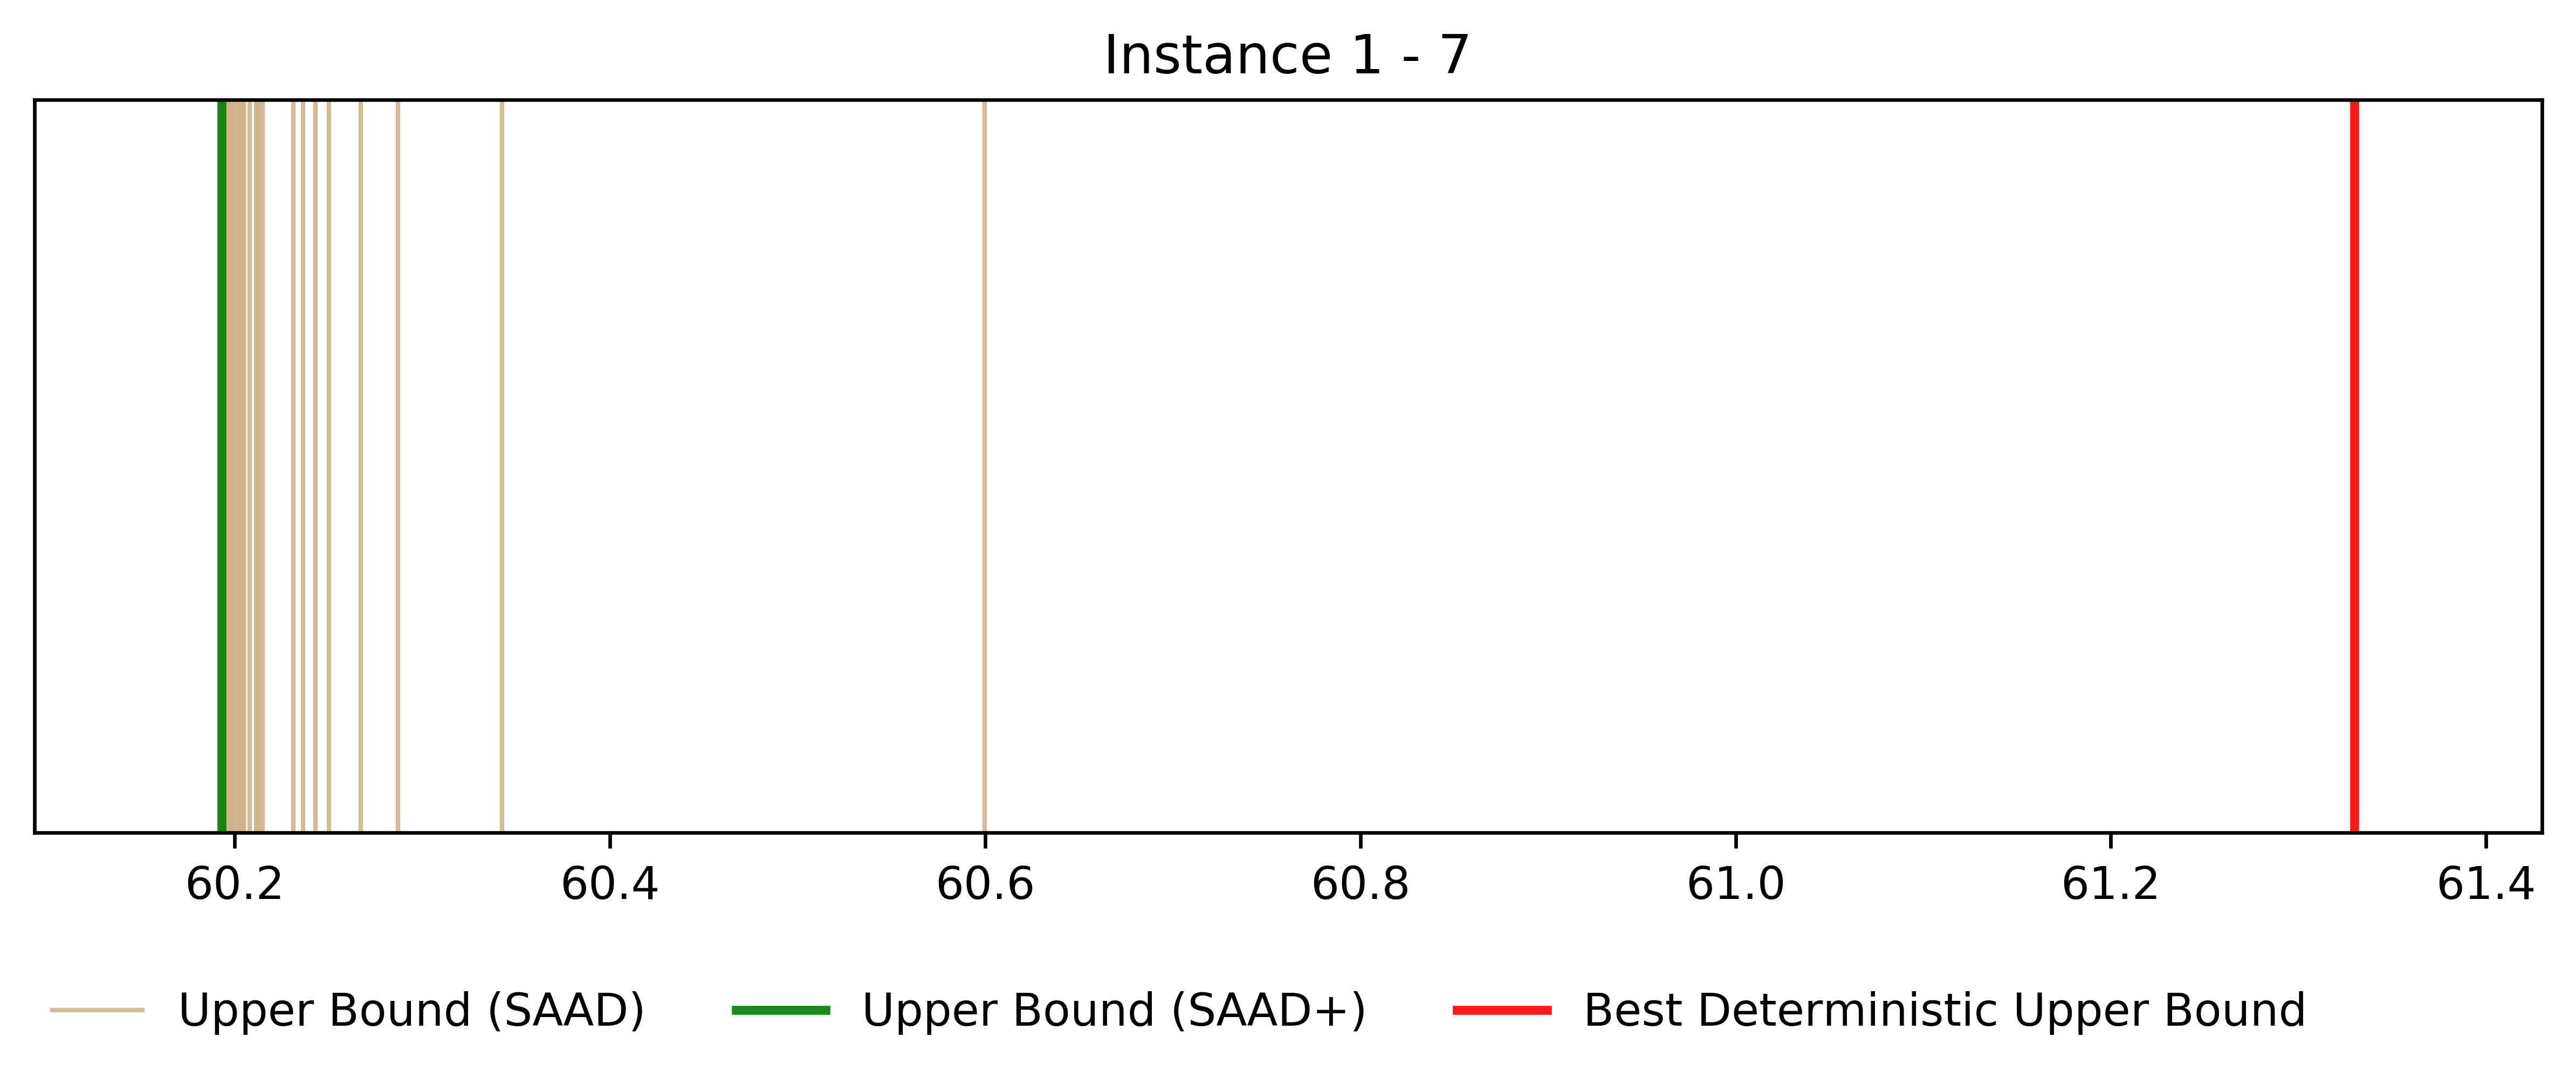 Instance 1 - 7
60.2 60.4 60.6 60.8 61.0 61.2 61.4
Upper Bound (SAAD) Upper Bound (SAAD+) Best Deterministic Upper Bound